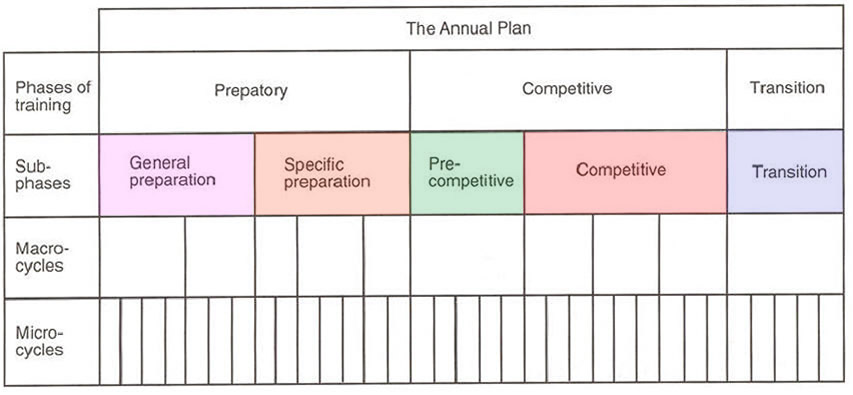 The Annual Plan
Phases of
training
Prepatory
Competitive
Transition
Sub-
phases
General
preparation
Specific
preparation
Pre-
competitive
Competitive
Transition
Macro-
cycles
Micro-
cycles